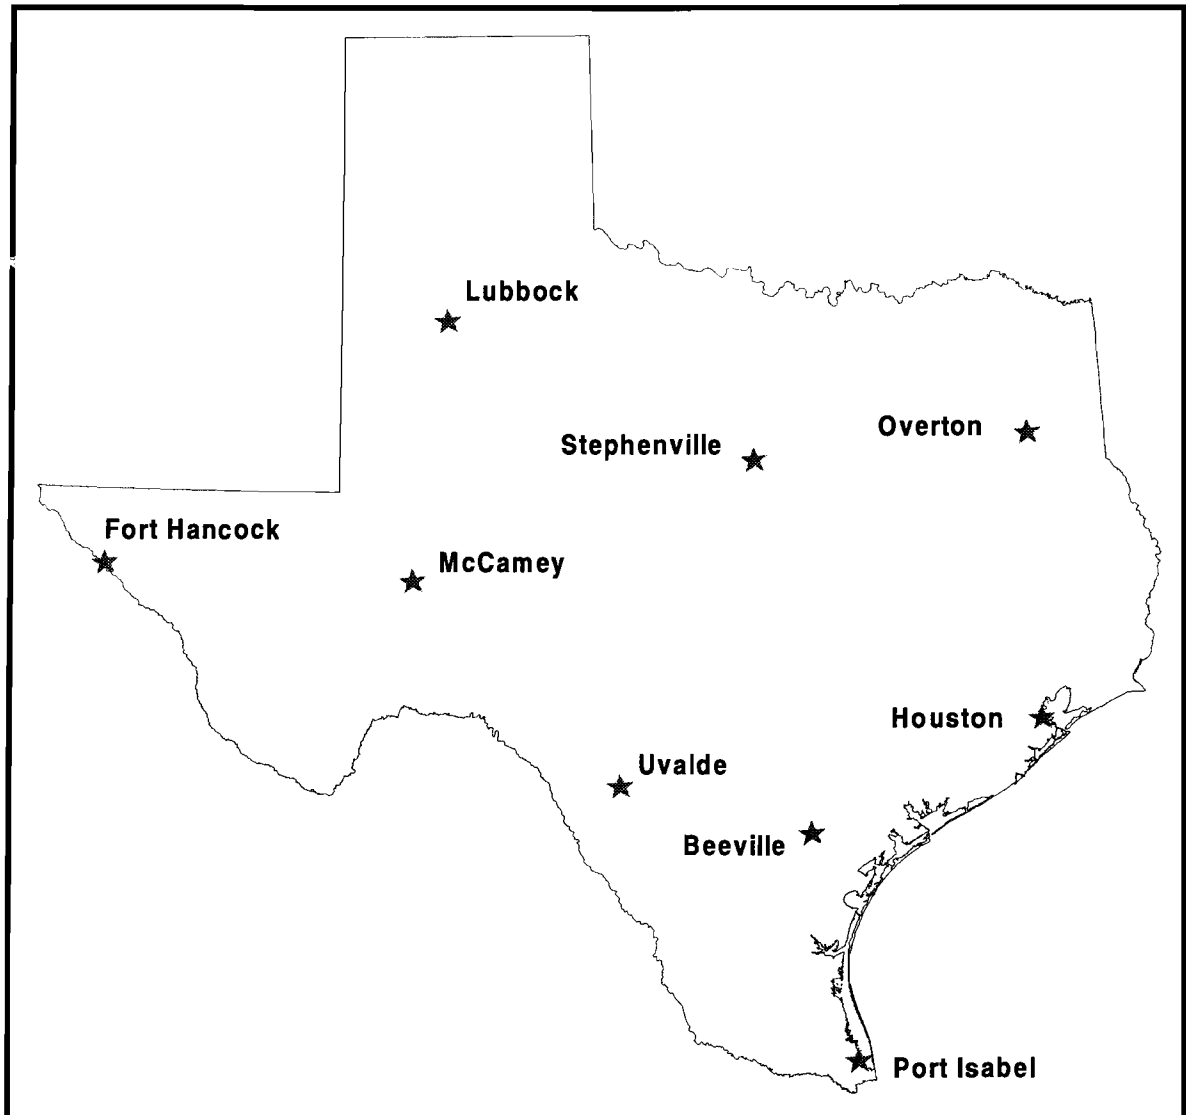 Lubbock
Overton
Stephenville
Fort Hancock
McCamey
Houston
Uvalde
Beeville
Port Isabel